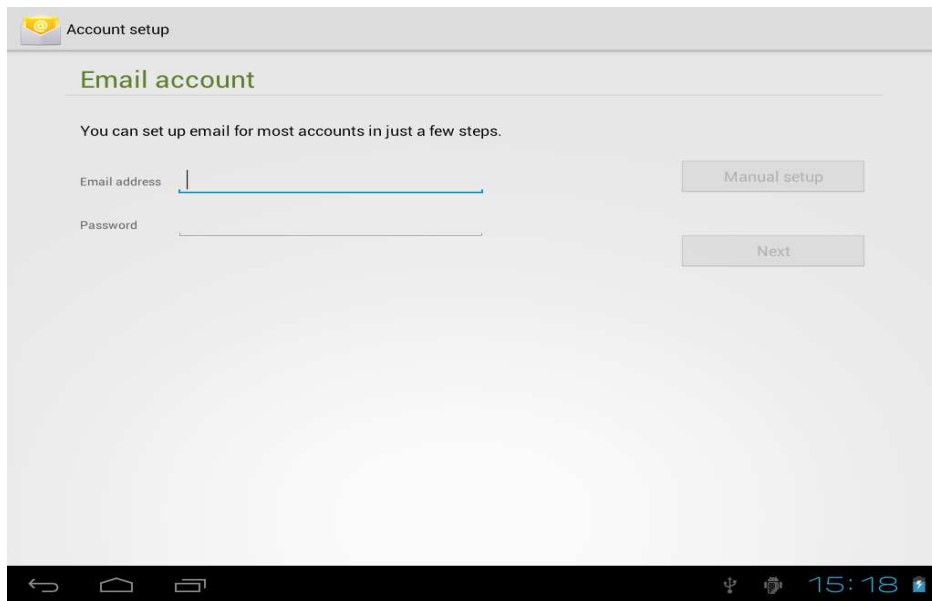 Account setup
Email account
You can set up email for most accounts in just a few steps.
Email address
Manual setup
Password
Next
15:18